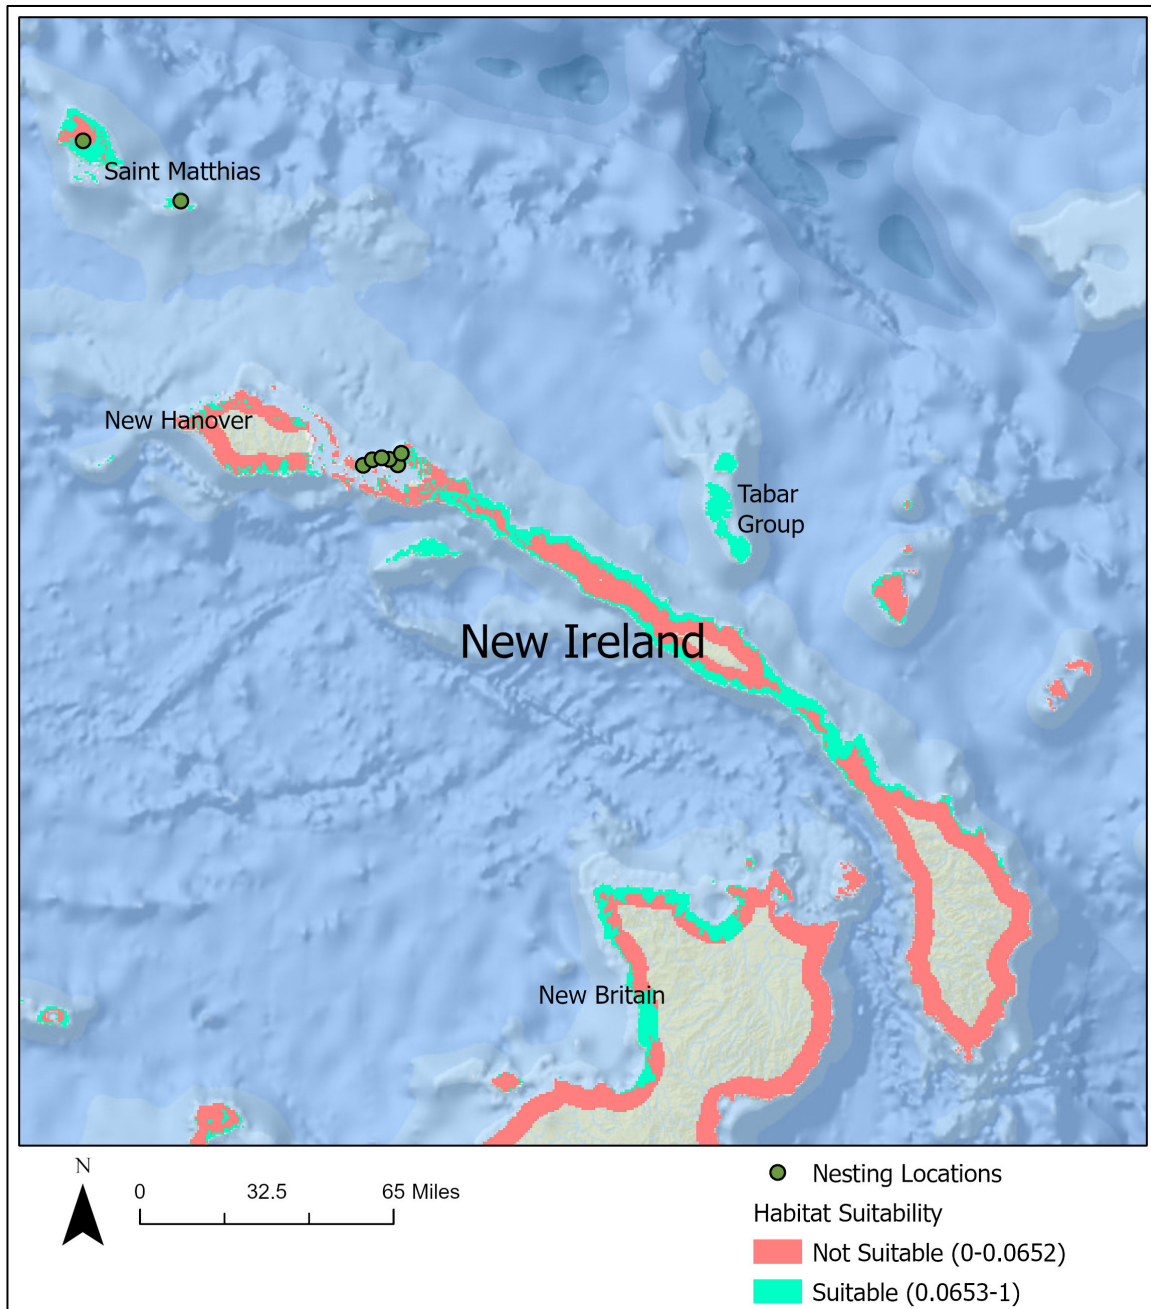 Saint Matthias
New Hanover
Tabar
Group
New Ireland
New Britain
N
0 32.5 65 Miles
Nesting Locations
Habitat Suitability
Not Suitable (0-0.0652)
Suitable (0.0653-1)